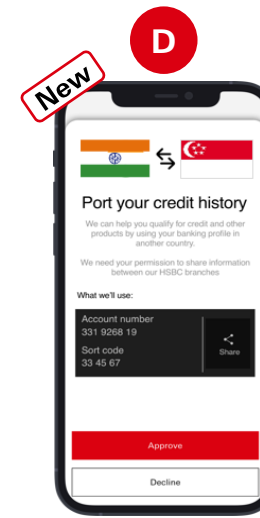 D
New
Port your credit history
We can help you qualify for credit and other
products by using your banking profile in
another country.
We need your permission to share information
between our HSBC branches
What we'll use:
Account number
331 9268 19
Sort code
33 45 67
Share
Approve
Decline